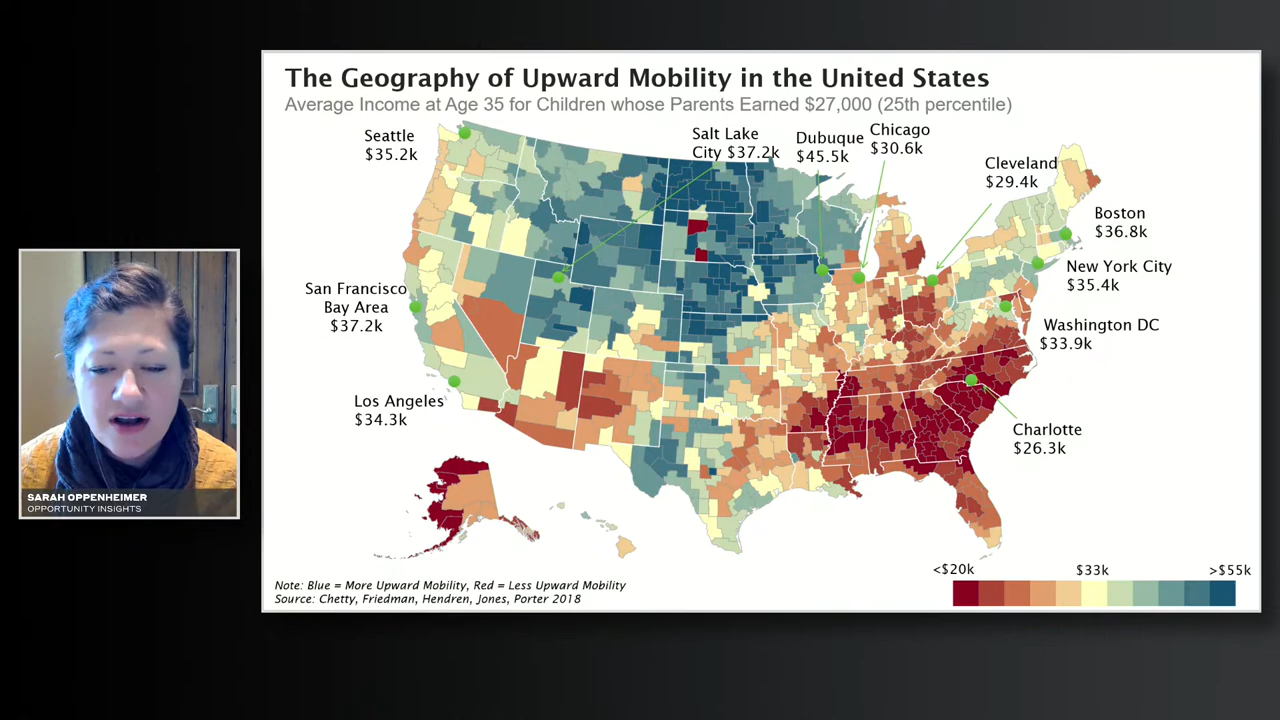 The Geography of Upward Mobility in the United States
Average Income at Age 35 for Children whose Parents Earned $27,000 (25th percentile)
Seattle
$35.2k
Salt Lake
City $37.2k
Dubuque
$45.5k
Chicago
$30.6k
Cleveland
$29.4k
Boston
$36.8k
New York City
$35.4k
San Francisco
Bay Area
$37.2k
Washington DC
$33.9k
Los Angeles
$34.3k
Charlotte
$26.3k
SARAH OPPENHEIMER
OPPORTUNITY INSIGHTS
<$20k
$33k
>$55k
Note: Blue = More Upward Mobility, Red = Less Upward Mobility
Source: Chetty, Friedman, Hendren, Jones, Porter 2018